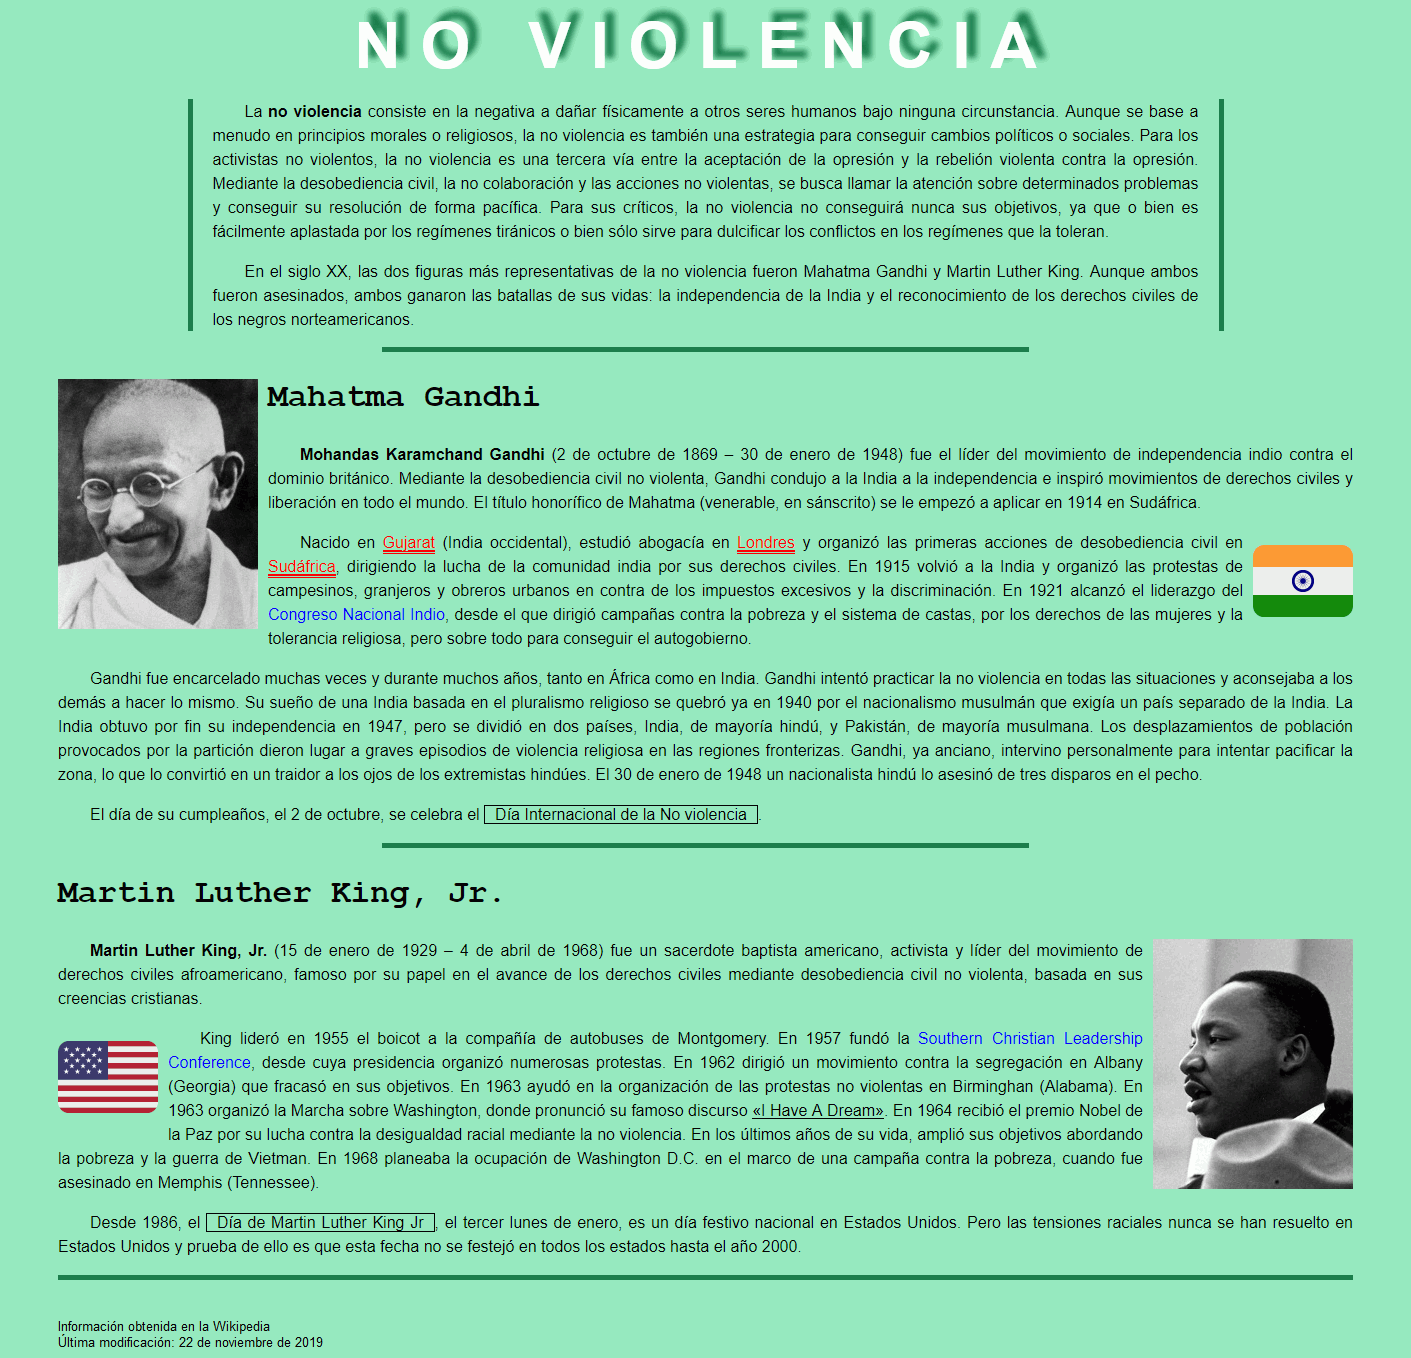 NO VIOLENCIA
La no violencia consiste en la negativa a dañar físicamente a otros seres humanos bajo ninguna circunstancia. Aunque se base a
menudo en principios morales o religiosos, la no violencia es también una estrategia para conseguir cambios políticos o sociales. Para los
activistas no violentos, la no violencia es una tercera vía entre la aceptación de la opresión y la rebelión violenta contra la opresión.
Mediante la desobediencia civil, la no colaboración y las acciones no violentas, se busca llamar la atención sobre determinados problemas
y conseguir su resolución de forma pacífica. Para sus críticos, la no violencia no conseguirá nunca sus objetivos, ya que o bien es
fácilmente aplastada por los regímenes tiránicos o bien sólo sirve para dulcificar los conflictos en los regímenes que la toleran.
En el siglo XX, las dos figuras más representativas de la no violencia fueron Mahatma Gandhi y Martin Luther King. Aunque ambos
fueron asesinados, ambos ganaron las batallas de sus vidas: la independencia de la India y el reconocimiento de los derechos civiles de
los negros norteamericanos.
Mahatma Gandhi
Mohandas Karamchand Gandhi (2 de octubre de 1869 – 30 de enero de 1948) fue el líder del movimiento de independencia indio contra el
dominio británico. Mediante la desobediencia civil no violenta, Gandhi condujo a la India a la independencia e inspiró movimientos de derechos civiles y
liberación en todo el mundo. El título honorífico de Mahatma (venerable, en sánscrito) se le empezó a aplicar en 1914 en Sudáfrica.
Nacido en Gujarat (India occidental), estudió abogacía en Londres y organizó las primeras acciones de desobediencia civil en
Sudáfrica, dirigiendo la lucha de la comunidad india por sus derechos civiles. En 1915 volvió a la India y organizó las protestas de
campesinos, granjeros y obreros urbanos en contra de los impuestos excesivos y la discriminación. En 1921 alcanzó el liderazgo del
Congreso Nacional Indio, desde el que dirigió campañas contra la pobreza y el sistema de castas, por los derechos de las mujeres y la
tolerancia religiosa, pero sobre todo para conseguir el autogobierno.
Gandhi fue encarcelado muchas veces y durante muchos años, tanto en África como en India. Gandhi intentó practicar la no violencia en todas las situaciones y aconsejaba a los
demás a hacer lo mismo. Su sueño de una India basada en el pluralismo religioso se quebró ya en 1940 por el nacionalismo musulmán que exigía un país separado de la India. La
India obtuvo por fin su independencia en 1947, pero se dividió en dos países, India, de mayoría hindú, y Pakistán, de mayoría musulmana. Los desplazamientos de población
provocados por la partición dieron lugar a graves episodios de violencia religiosa en las regiones fronterizas. Gandhi, ya anciano, intervino personalmente para intentar pacificar la
zona, lo que lo convirtió en un traidor a los ojos de los extremistas hindúes. El 30 de enero de 1948 un nacionalista hindú lo asesinó de tres disparos en el pecho.
El día de su cumpleaños, el 2 de octubre, se celebra el Día Internacional de la No violencia.
Martin Luther King, Jr.
Martin Luther King, Jr. (15 de enero de 1929 – 4 de abril de 1968) fue un sacerdote baptista americano, activista y líder del movimiento de
derechos civiles afroamericano, famoso por su papel en el avance de los derechos civiles mediante desobediencia civil no violenta, basada en sus
creencias cristianas.
King lideró en 1955 el boicot a la compañía de autobuses de Montgomery. En 1957 fundó la Southern Christian Leadership
Conference, desde cuya presidencia organizó numerosas protestas. En 1962 dirigió un movimiento contra la segregación en Albany
(Georgia) que fracasó en sus objetivos. En 1963 ayudó en la organización de las protestas no violentas en Birminghan (Alabama). En
1963 organizó la Marcha sobre Washington, donde pronunció su famoso discurso «I Have A Dream». En 1964 recibió el premio Nobel de
la Paz por su lucha contra la desigualdad racial mediante la no violencia. En los últimos años de su vida, amplió sus objetivos abordando
la pobreza y la guerra de Vietman. En 1968 planeaba la ocupación de Washington D.C. en el marco de una campaña contra la pobreza, cuando fue
asesinado en Memphis (Tennessee).
Desde 1986, el Día de Martin Luther King Jr, el tercer lunes de enero, es un día festivo nacional en Estados Unidos. Pero las tensiones raciales nunca se han resuelto en
Estados Unidos y prueba de ello es que esta fecha no se festejó en todos los estados hasta el año 2000.
Información obtenida en la Wikipedia
Última modificación: 22 de noviembre de 2019